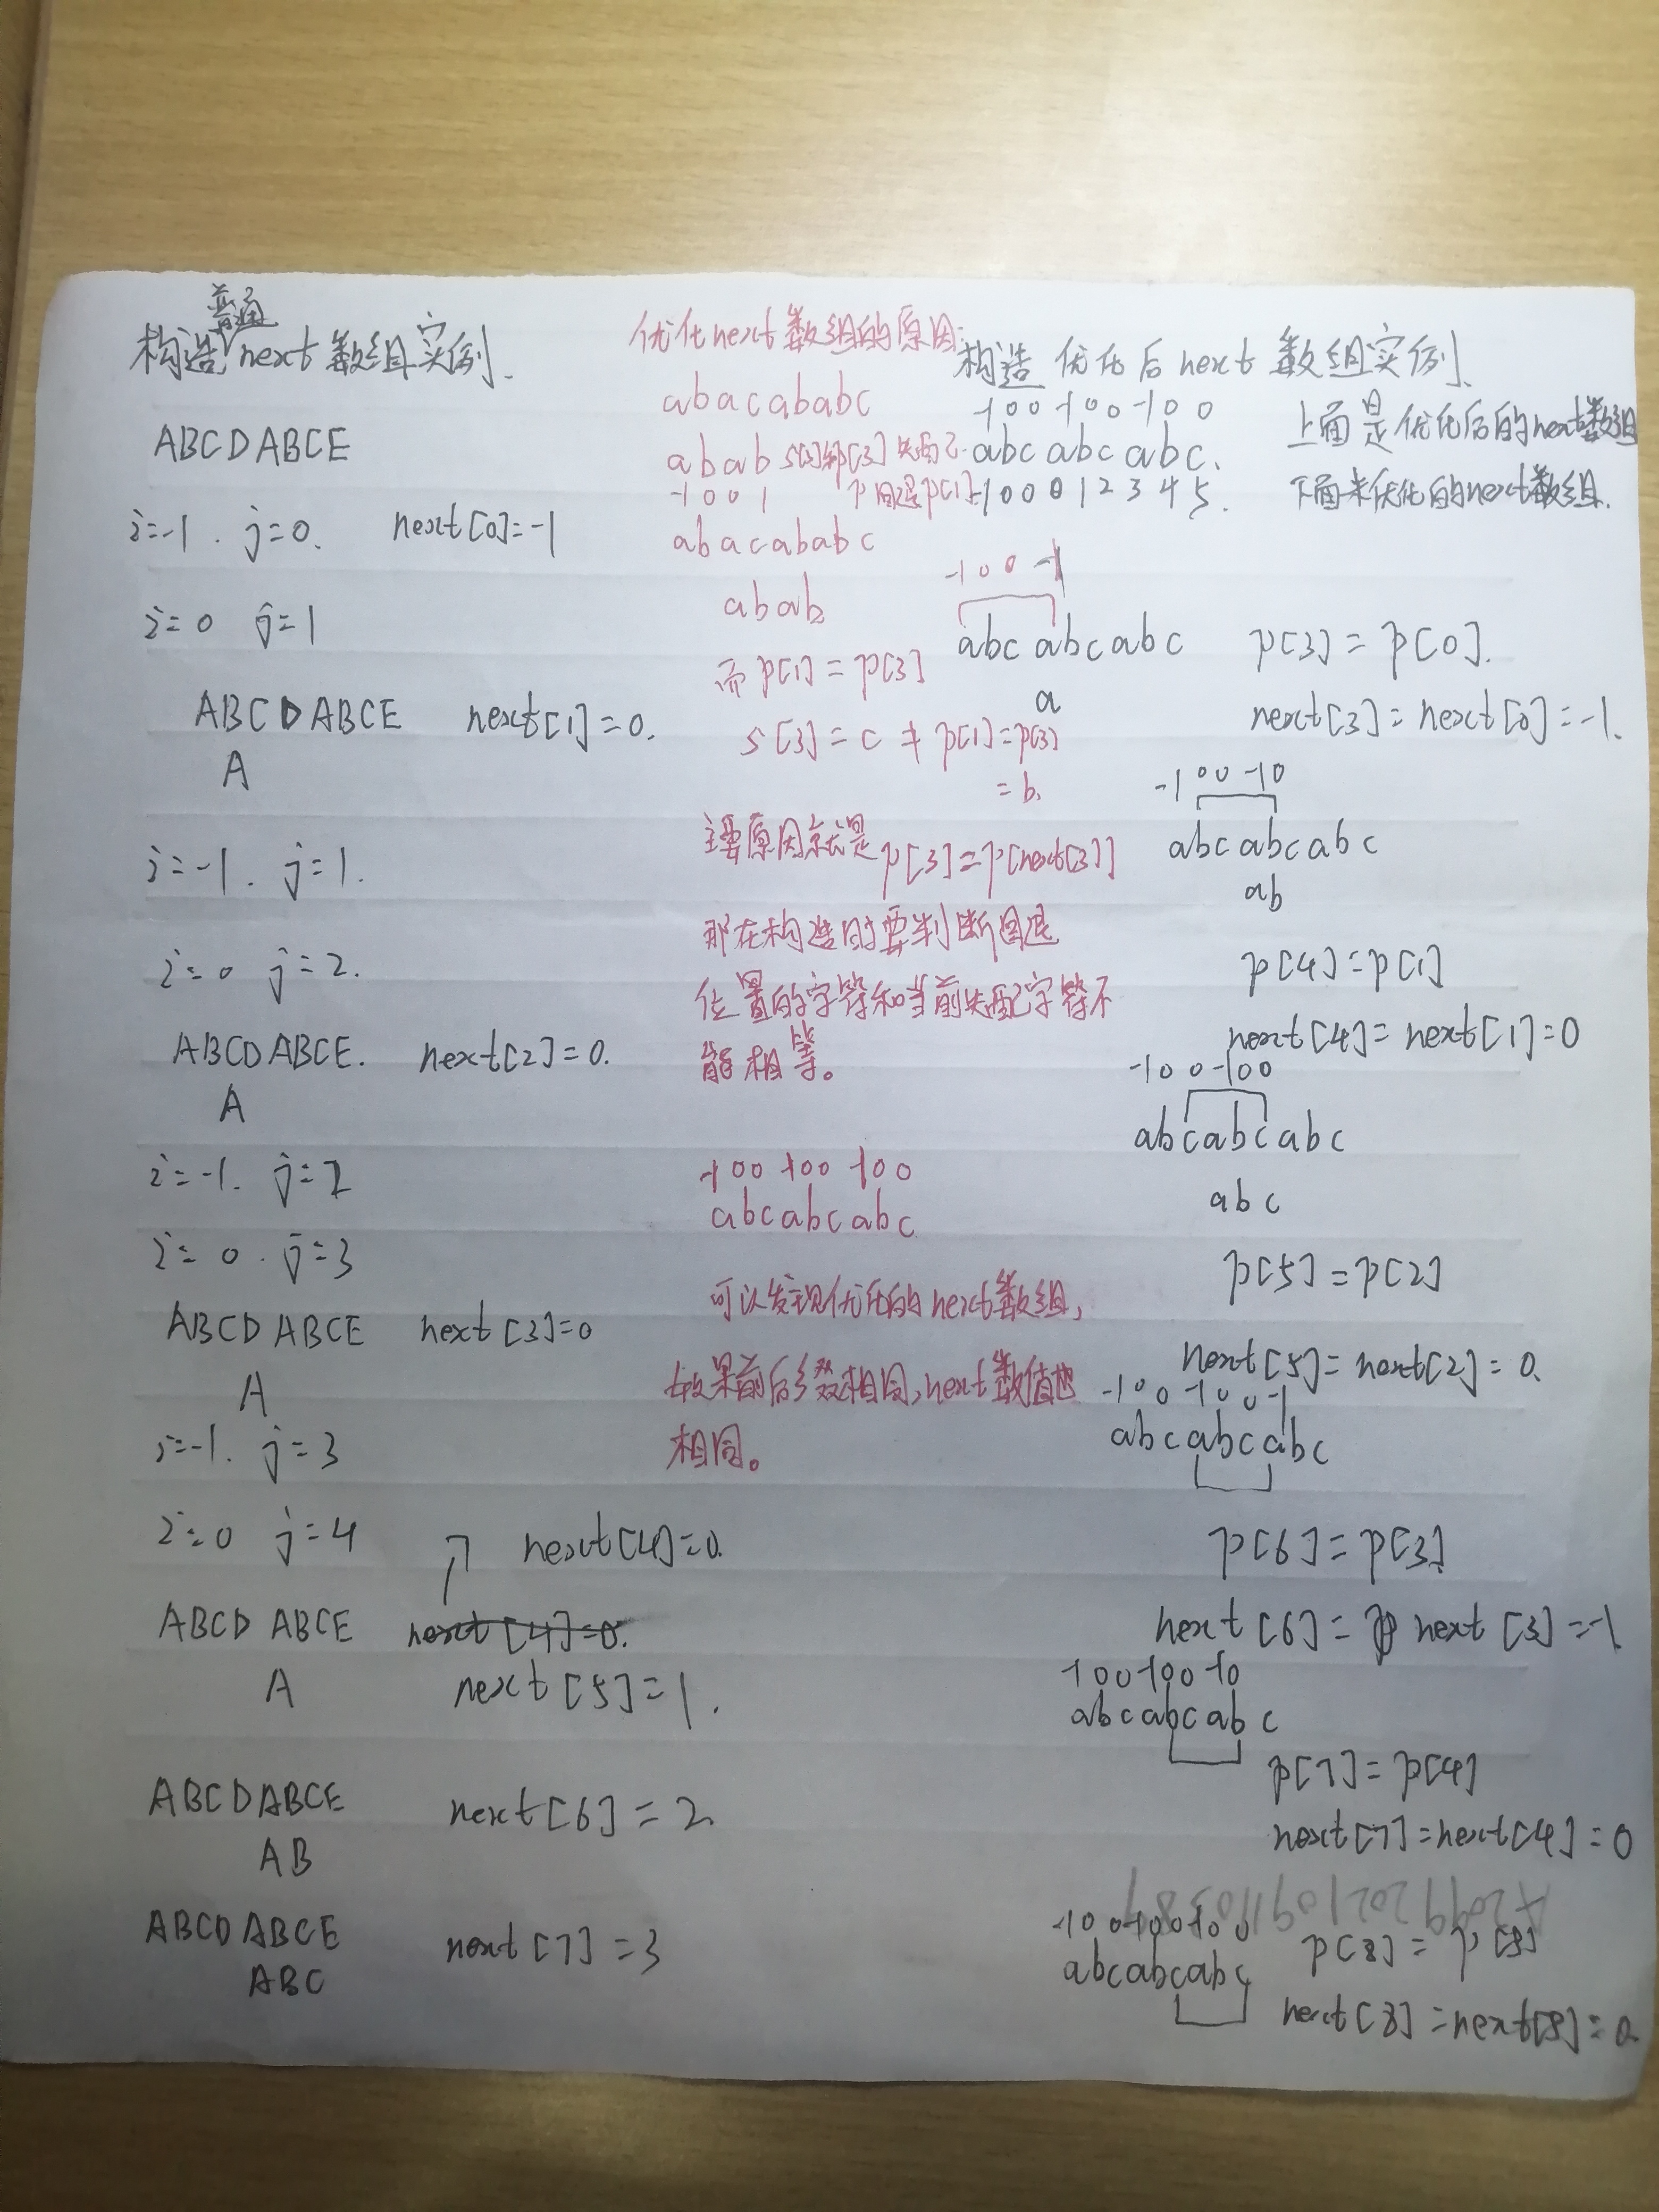 构造普通next数组实例.
ABCDABCE
i=-1. j=0. next[0]=-1
i=0 j=1
ABCDABCE next[1]=0.
A
i=-1. j=1.
i=0 j=2.
ABCDABCE. next[2]=0.
A
i=-1. j=2
i=0. j=3
ABCDABCE next[3]=0
A
i=-1. j=3
i=0 j=4 next[4]=0.
ABCDABCE next[4]=0.
A next[5]=1.
ABCDABCE next[6]=2
AB
ABCDABCE next[7]=3
ABC
优化next数组的原因:
abacababc
abab s[3]和p[3]失配了.
-1001 p回退p[1]
abacababc
abab
而p[1]=p[3]
s[3]=c≠p[1]=p[3]
=b.
主要原因就是p[3]=p[next[3]]
那在构造时要判断回退
位置的字符和当前失配字符不
能相等。
-100-100-100
abcabcabc
可以发现优化的next数组,
如果前后缀相同,next数值也
相同。
构造优化后next数组实例.
-100-100-100 上面是优化后的next数组
abcabcabc.
-100012345. 下面未优化的next数组.
-100-1
abcabcabc p[3]=p[0].
a next[3]=next[0]=-1.
-100-10
abcabcabc
ab
p[4]=p[1]
next[4]=next[1]=0
-100-100
abcabcabc
abc
p[5]=p[2]
next[5]=next[2]=0.
-100-100-1
abcabcabc
p[6]=p[3]
next[6]=next[3]=-1
-100-100-10
abcabcabc
p[7]=p[4]
next[7]=next[4]=0
-100-100-100
abcabcabc p[8]=p[5]
next[8]=next[5]=0.